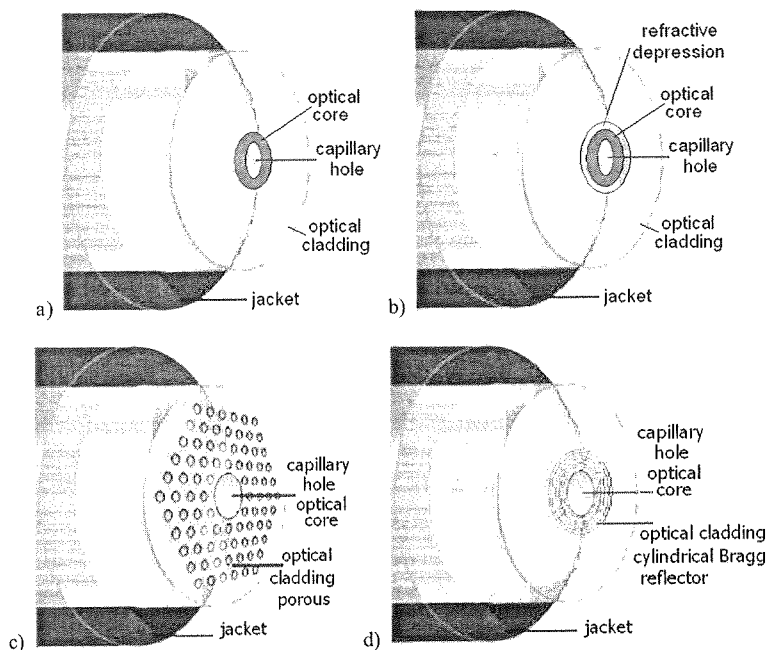 optical
core
capillary
hole
optical
cladding
jacket
a)
refractive
depression
optical
core
capillary
hole
optical
cladding
jacket
b)
capillary
hole
optical
core
optical
cladding
porous
jacket
c)
capillary
hole
optical
core
optical cladding
cylindrical Bragg
reflector
jacket
d)